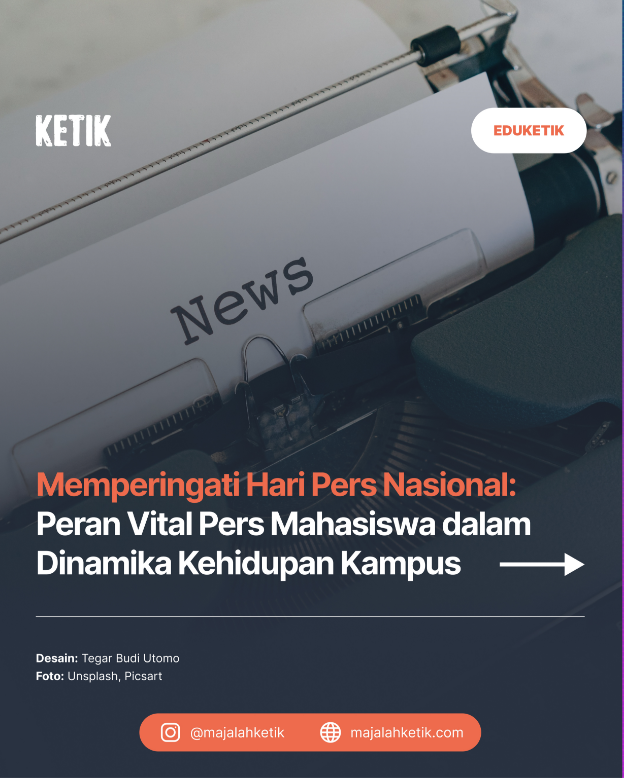 KETIK
EDUKETIK
News
Memperingati Hari Pers Nasional:
Peran Vital Pers Mahasiswa dalam
Dinamika Kehidupan Kampus
Desain: Tegar Budi Utomo
Foto: Unsplash, Picsart
@majalahketik
majalahketik.com